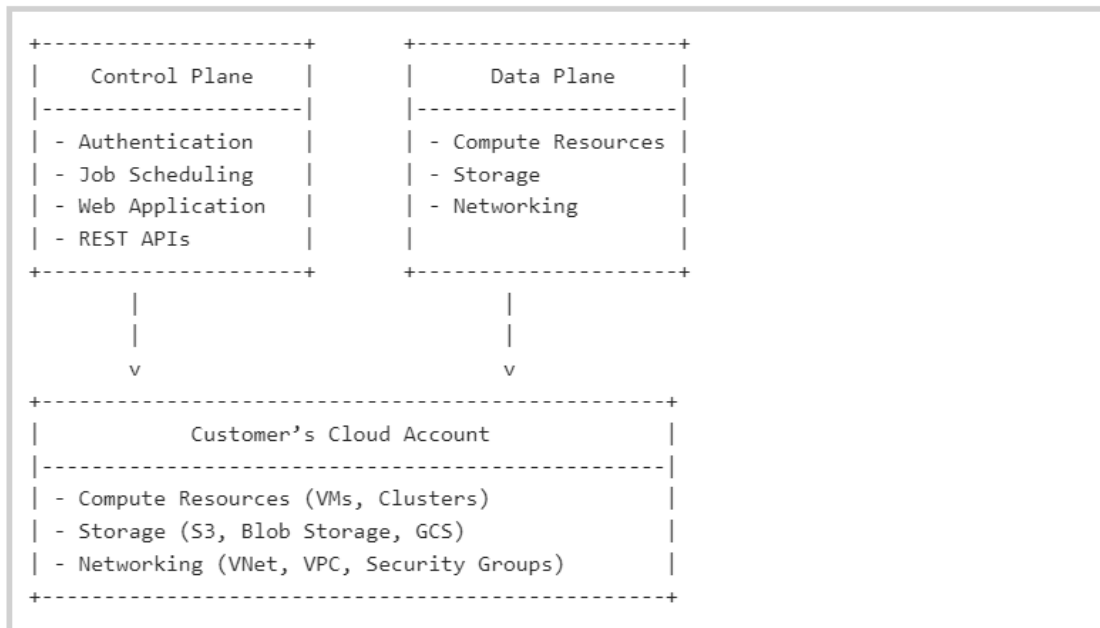 +---------------------+       +---------------------+
|    Control Plane    |       |      Data Plane     |
|---------------------|       |---------------------|
| - Authentication    |       | - Compute Resources |
| - Job Scheduling    |       | - Storage           |
| - Web Application   |       | - Networking        |
| - REST APIs         |       |                     |
+---------------------+       +---------------------+
        |                             |
        |                             |
        v                             v
+--------------------------------------------------+
|            Customer’s Cloud Account              |
|--------------------------------------------------|
| - Compute Resources (VMs, Clusters)              |
| - Storage (S3, Blob Storage, GCS)                |
| - Networking (VNet, VPC, Security Groups)        |
+--------------------------------------------------+